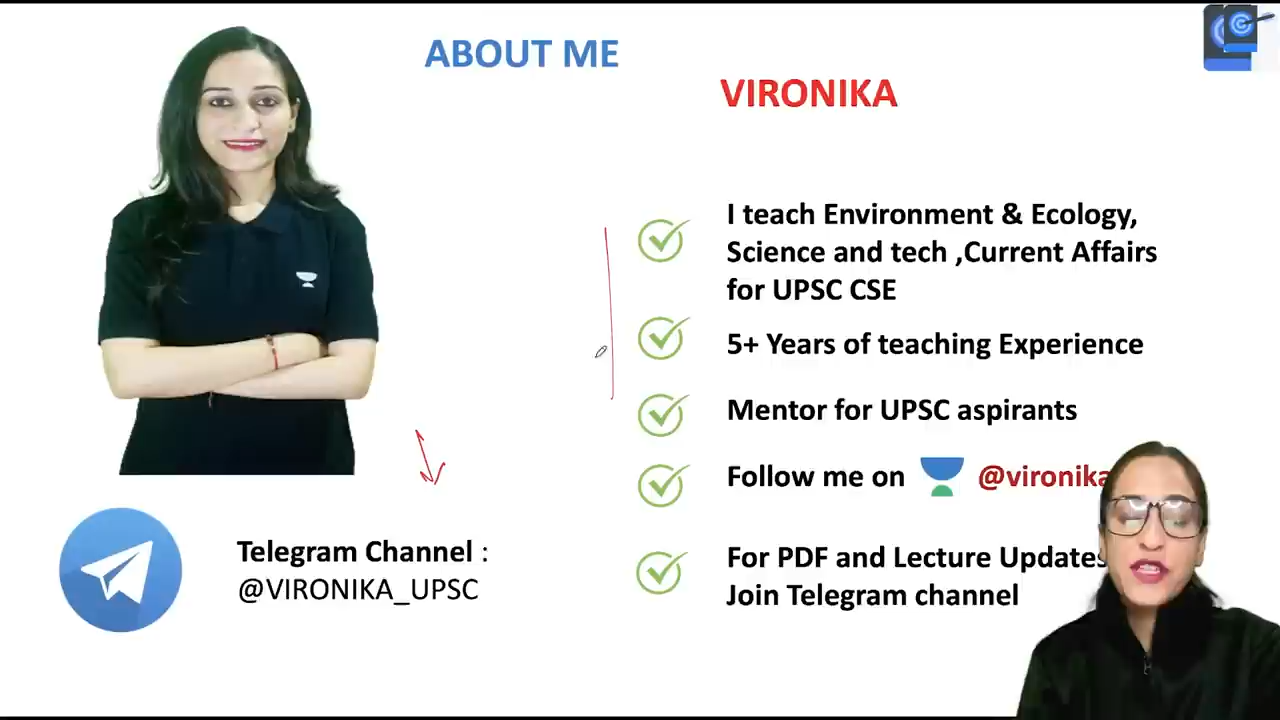 ABOUT ME
VIRONIKA
I teach Environment & Ecology,
Science and tech ,Current Affairs
for UPSC CSE
5+ Years of teaching Experience
Mentor for UPSC aspirants
Follow me on @vironika
For PDF and Lecture Updates
Join Telegram channel
Telegram Channel :
@VIRONIKA_UPSC